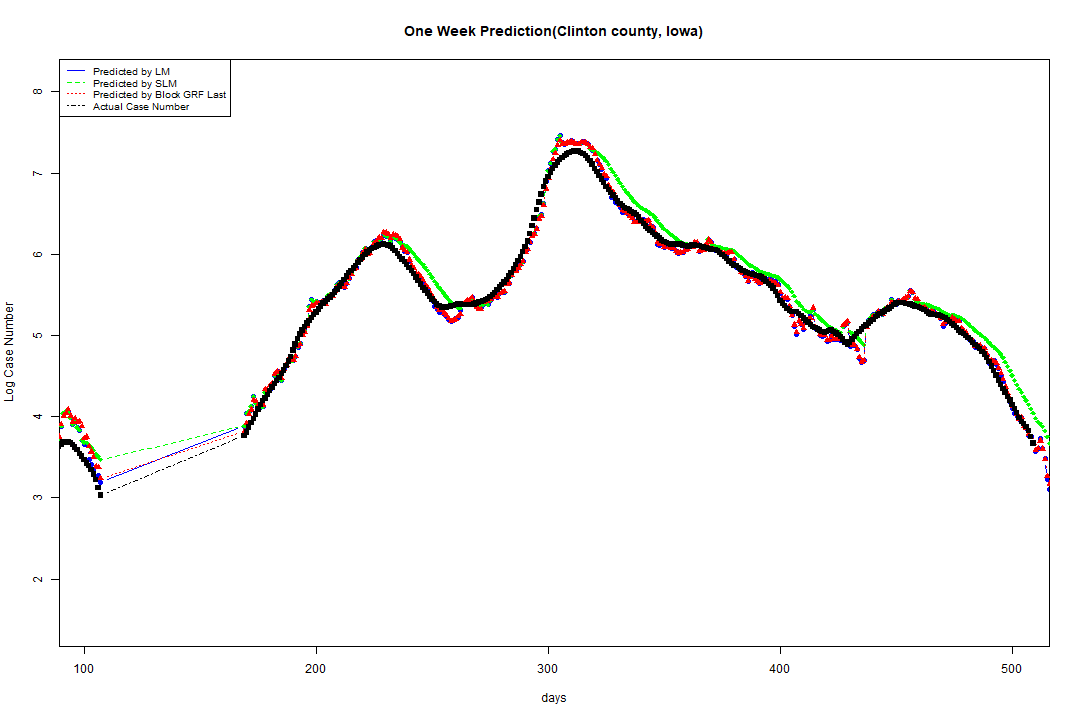 One Week Prediction(Clinton county, Iowa)
Predicted by LM
Predicted by SLM
Predicted by Block GRF Last
Actual Case Number
8
7
6
5
4
3
2
Log Case Number
100 200 300 400 500
days